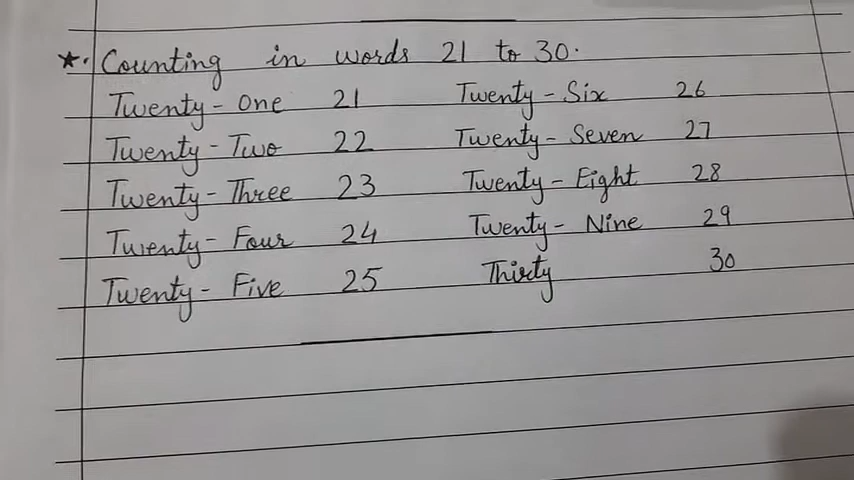 ★. Counting in words 21 to 30.
Twenty-one 21 Twenty-Six 26
Twenty-Two 22 Twenty-Seven 27
Twenty-Three 23 Twenty-Eight 28
Twenty-Four 24 Twenty-Nine 29
Twenty-Five 25 Thirty 30